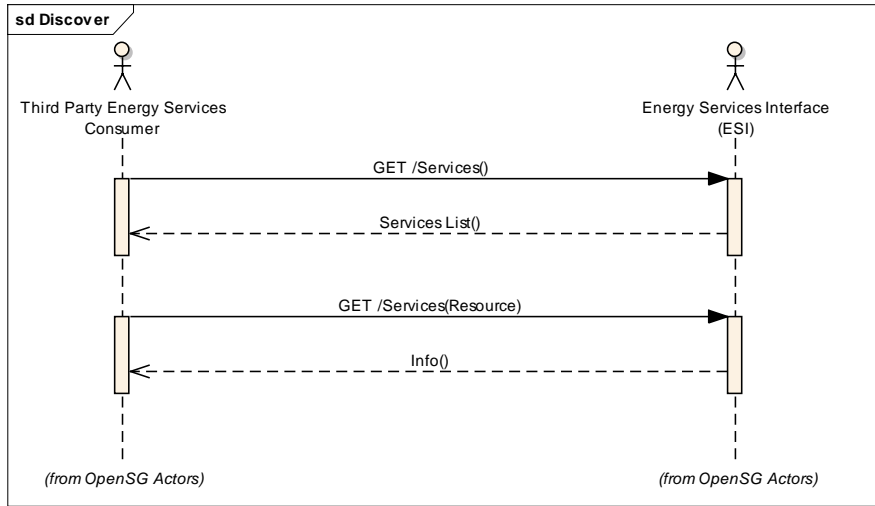 sd Discover
Third Party Energy Services
Consumer
Energy Services Interface
(ESI)
GET /Services()
Services List()
GET /Services(Resource)
Info()
(from OpenSG Actors)
(from OpenSG Actors)